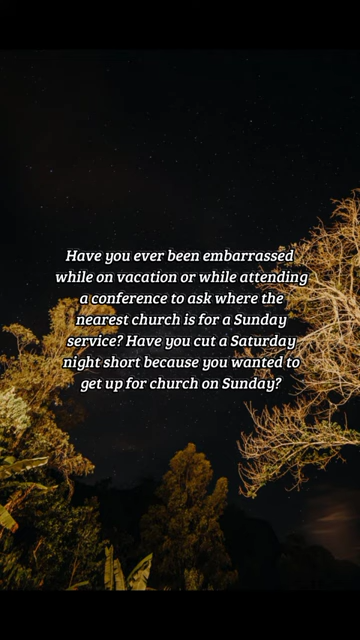 Have you ever been embarrassed
while on vacation or while attending
a conference to ask where the
nearest church is for a Sunday
service? Have you cut a Saturday
night short because you wanted to
get up for church on Sunday?